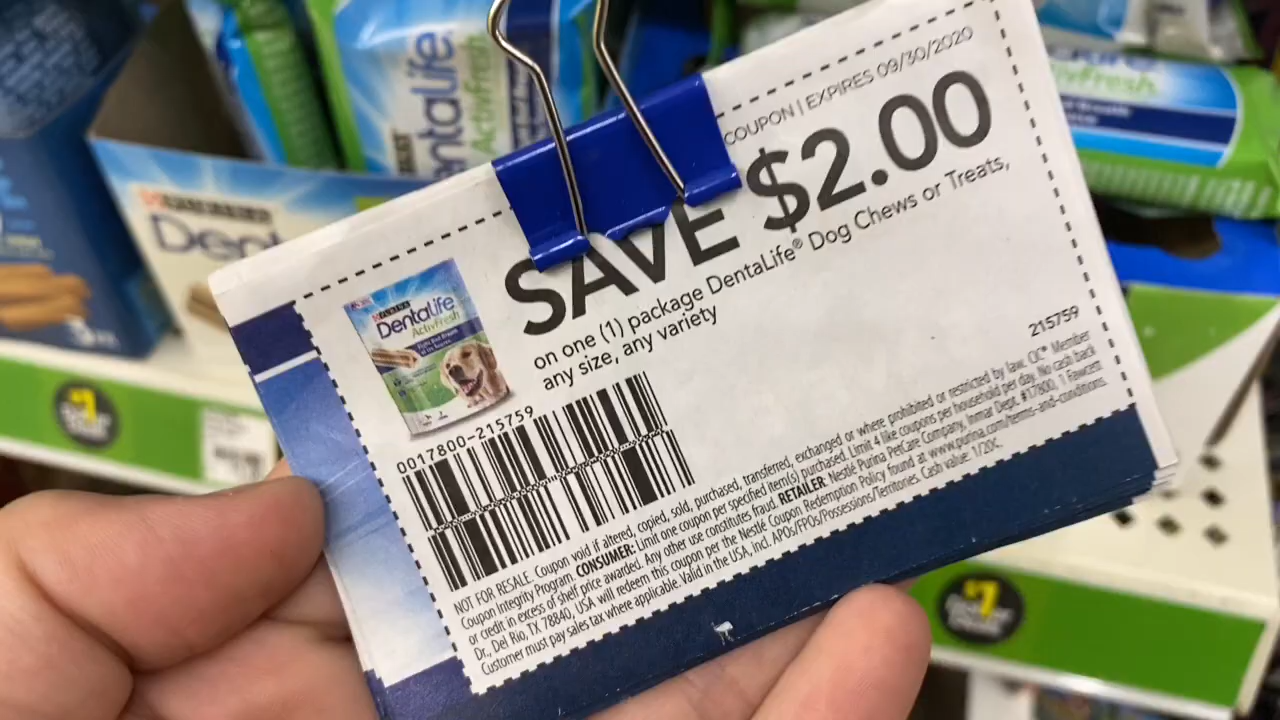 COUPON | EXPIRES 09/30/2020
SAVE $2.00
on one (1) package DentaLife® Dog Chews or Treats,
any size, any variety
PURINA
DentaLife
ActivFresh
0017800-215759
215759
NOT FOR RESALE. Coupon void if altered, copied, sold, purchased, transferred, exchanged or where prohibited or restricted by law. CIC® Member
Coupon Integrity Program. CONSUMER: Limit one coupon per specified item(s) purchased. Limit 4 like coupons per household per day. No cash back
or credit in excess of shelf price awarded. Any other use constitutes fraud. RETAILER: Nestlé Purina PetCare Company, Inmar Dept. #17800, 1 Fawcett
Dr., Del Rio, TX 78840, USA will redeem this coupon per the Nestlé Coupon Redemption Policy found at www.purina.com/terms-and-conditions.
Customer must pay sales tax where applicable. Valid in the USA, incl. APOs/FPOs/Possessions/Territories. Cash value: 1/20¢.
DentaLife
ActivFresh
$1
$1